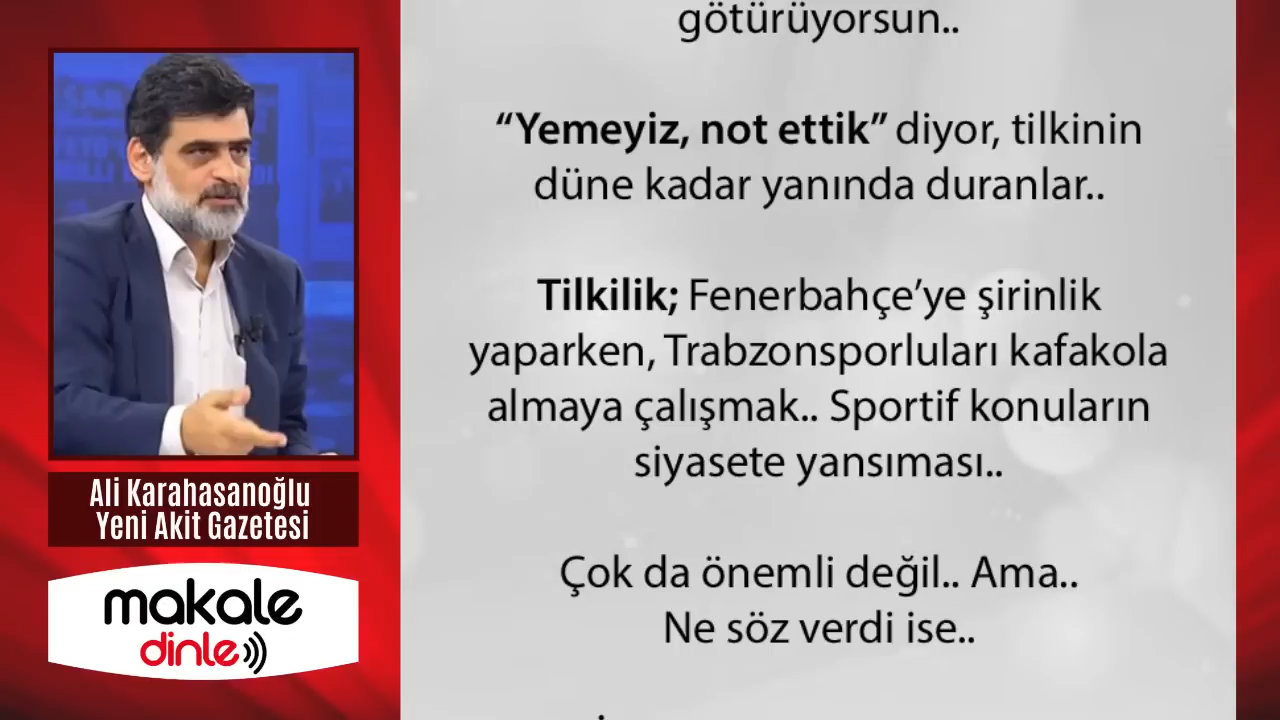 götürüyorsun..
“Yemeyiz, not ettik” diyor, tilkinin
düne kadar yanında duranlar..
Tilkilik; Fenerbahçe’ye şirinlik
yaparken, Trabzonsporluları kafakola
almaya çalışmak.. Sportif konuların
siyasete yansıması..
Çok da önemli değil.. Ama..
Ne söz verdi ise..
Ali Karahasanoğlu
Yeni Akit Gazetesi
makale
dinle